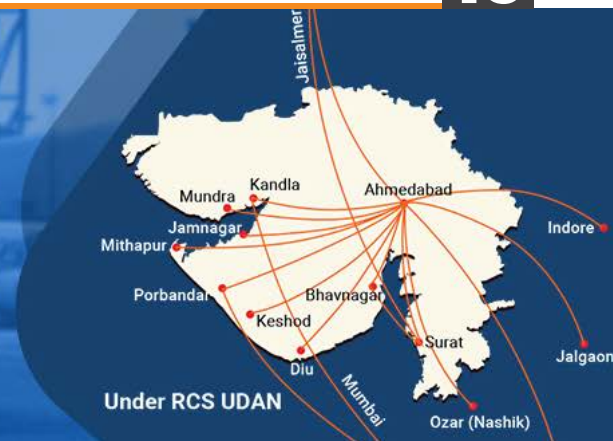 Jaisalmer
Kandla
Mundra
Ahmedabad
Jamnagar
Indore
Mithapur
Porbandar
Bhavnagar
Keshod
Surat
Jalgaon
Diu
Mumbai
Under RCS UDAN
Ozar (Nashik)